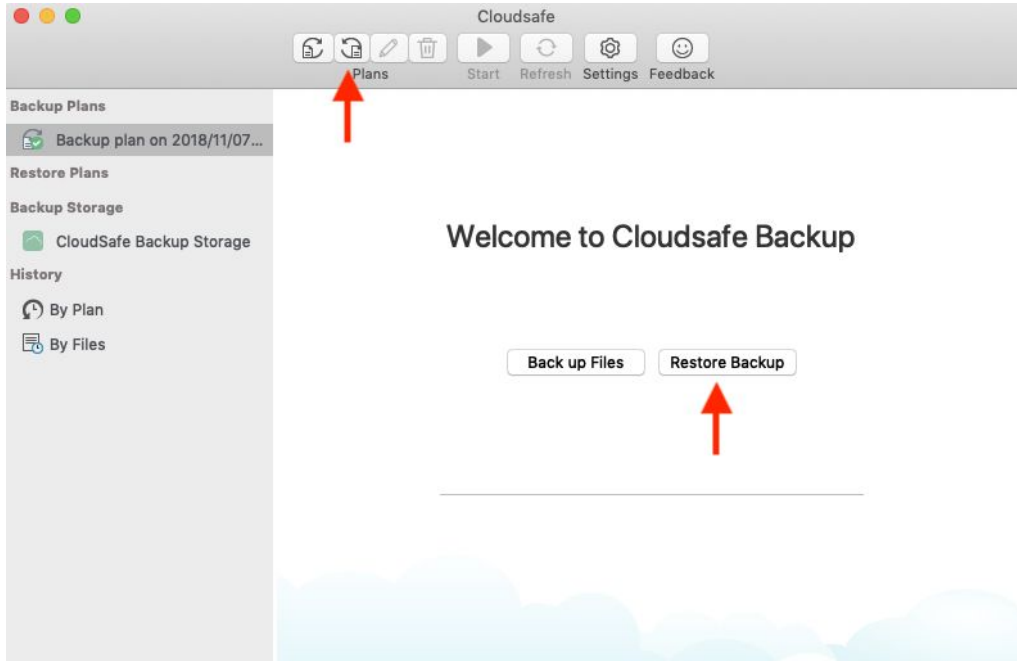 Cloudsafe
Plans Start Refresh Settings Feedback
Backup Plans
Backup plan on 2018/11/07...
Restore Plans
Backup Storage
CloudSafe Backup Storage
History
By Plan
By Files
Welcome to Cloudsafe Backup
Back up Files Restore Backup